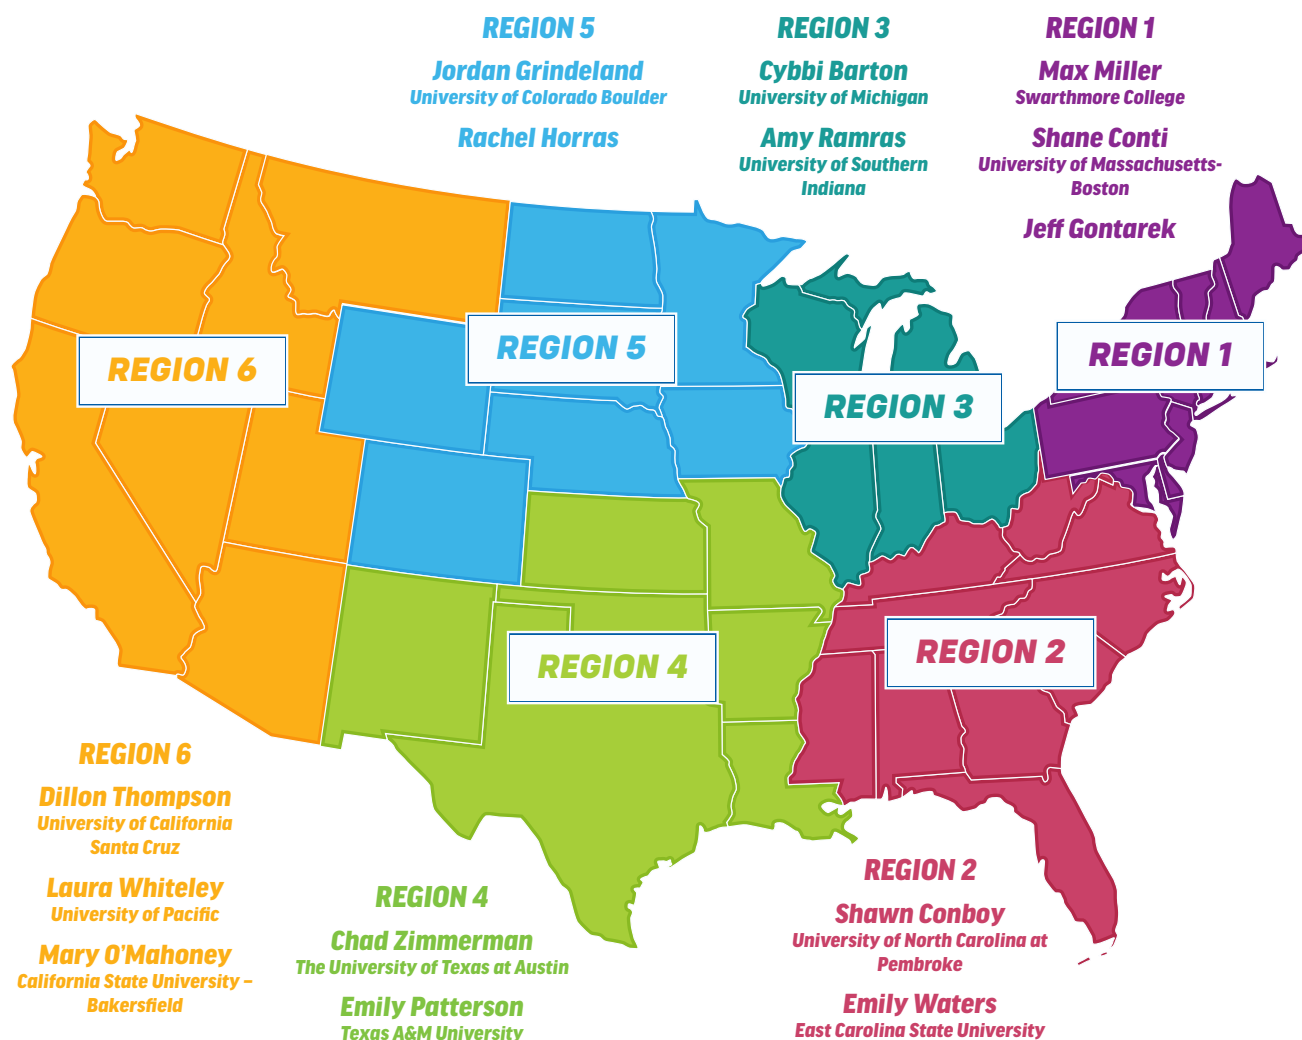 REGION 5
Jordan Grindeland
University of Colorado Boulder
Rachel Horras
REGION 3
Cybbi Barton
University of Michigan
Amy Ramras
University of Southern
Indiana
REGION 1
Max Miller
Swarthmore College
Shane Conti
University of Massachusetts-
Boston
Jeff Gontarek
REGION 6
REGION 5
REGION 3
REGION 1
REGION 4
REGION 2
REGION 6
Dillon Thompson
University of California
Santa Cruz
Laura Whiteley
University of Pacific
Mary O'Mahoney
California State University –
Bakersfield
REGION 4
Chad Zimmerman
The University of Texas at Austin
Emily Patterson
Texas A&M University
REGION 2
Shawn Conboy
University of North Carolina at
Pembroke
Emily Waters
East Carolina State University